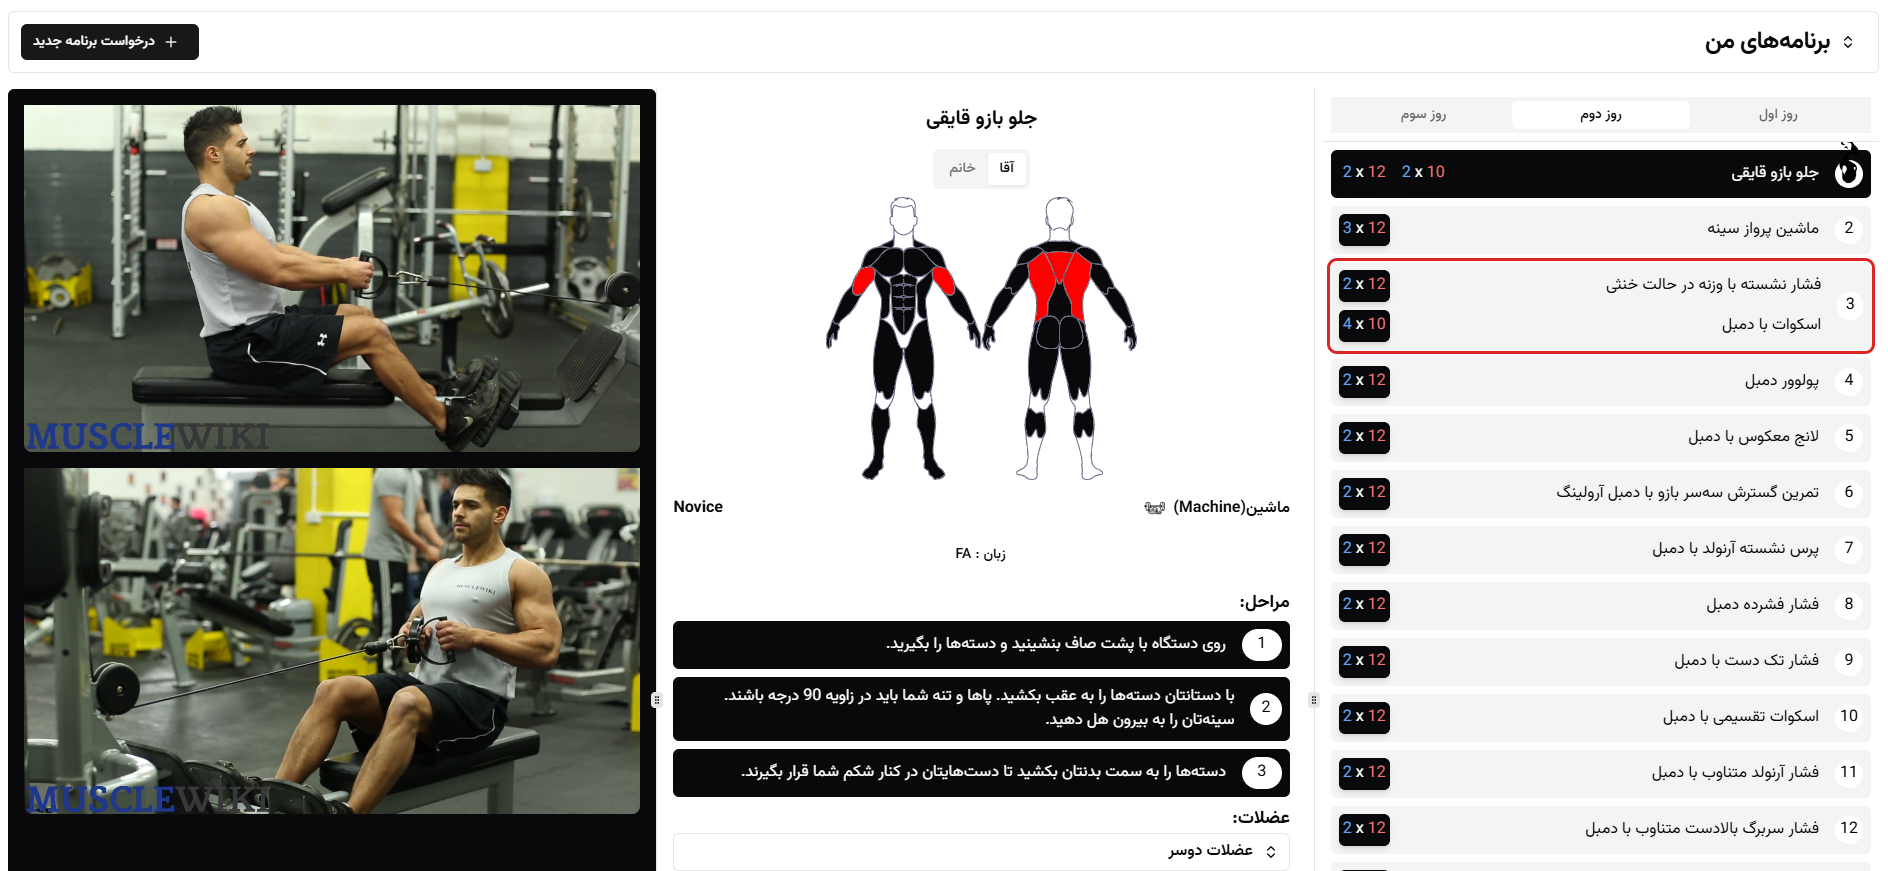 برنامه‌های من
درخواست برنامه جدید
روز اول
روز دوم
روز سوم
جلو بازو قایقی
2 x 12 2 x 10
2 ماشین پرواز سینه 3 x 12
3
فشار نشسته با وزنه در حالت خنثی 2 x 12
اسکوات با دمبل 4 x 10
4 پولوور دمبل 2 x 12
5 لانج معکوس با دمبل 2 x 12
6 تمرین گسترش سه‌سر بازو با دمبل آرولینگ 2 x 12
7 پرس نشسته آرنولد با دمبل 2 x 12
8 فشار فشرده دمبل 2 x 12
9 فشار تک دست با دمبل 2 x 12
10 اسکوات تقسیمی با دمبل 2 x 12
11 فشار آرنولد متناوب با دمبل 2 x 12
12 فشار سربرگ بالادست متناوب با دمبل 2 x 12
جلو بازو قایقی
آقا
خانم
ماشین(Machine)
Novice
زبان : FA
مراحل:
1 روی دستگاه با پشت صاف بنشینید و دسته‌ها را بگیرید.
2 با دستانتان دسته‌ها را به عقب بکشید. پاها و تنه شما باید در زاویه 90 درجه باشند.
سینه‌تان را به بیرون هل دهید.
3 دسته‌ها را به سمت بدنتان بکشید تا دست‌هایتان در کنار شکم شما قرار بگیرند.
عضلات:
عضلات دوسر
MUSCLEWIKI
MUSCLEWIKI
MUSCLEWIKI